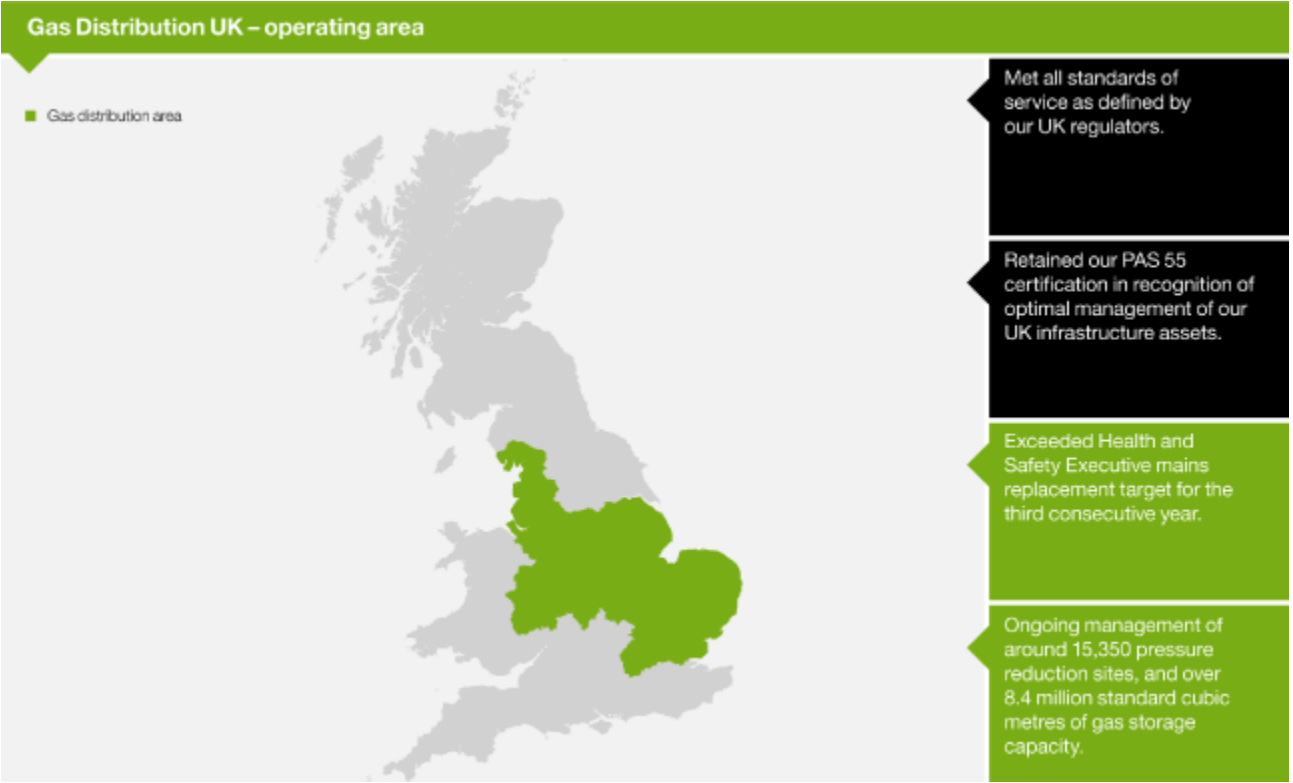 Gas Distribution UK – operating area
Gas distribution area
Met all standards of
service as defined by
our UK regulators.
Retained our PAS 55
certification in recognition of
optimal management of our
UK infrastructure assets.
Exceeded Health and
Safety Executive mains
replacement target for the
third consecutive year.
Ongoing management of
around 15,350 pressure
reduction sites, and over
8.4 million standard cubic
metres of gas storage
capacity.